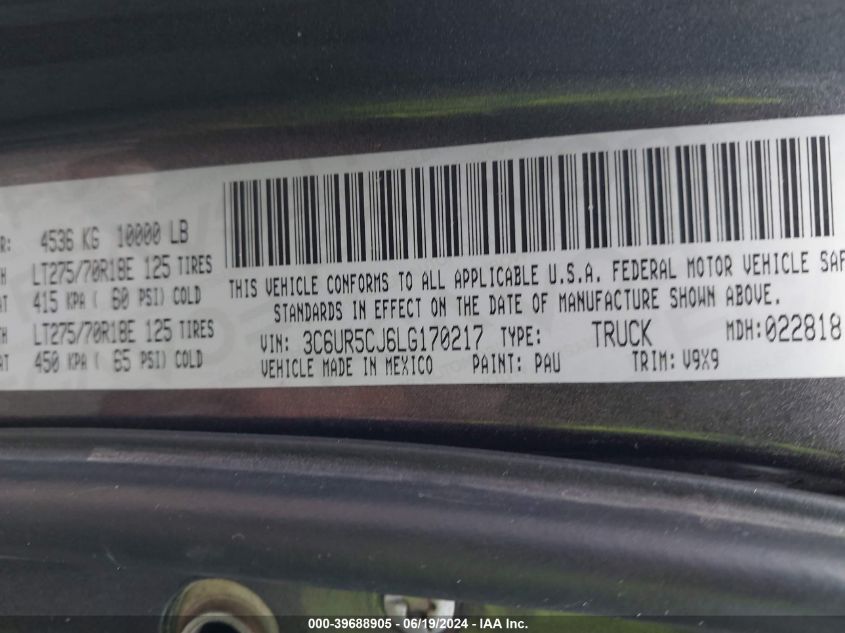 R: 4536 KG 10000 LB
H LT275/70R18E 125 TIRES
AT 415 KPA ( 60 PSI) COLD
H LT275/70R18E 125 TIRES
AT 450 KPA ( 65 PSI) COLD
THIS VEHICLE CONFORMS TO ALL APPLICABLE U.S.A. FEDERAL MOTOR VEHICLE SAF
STANDARDS IN EFFECT ON THE DATE OF MANUFACTURE SHOWN ABOVE.
VIN: 3C6UR5CJ6LG170217 TYPE: TRUCK MDH:022818
VEHICLE MADE IN MEXICO PAINT: PAU TRIM: V9X9
000-39688905 - 06/19/2024 - IAA Inc.